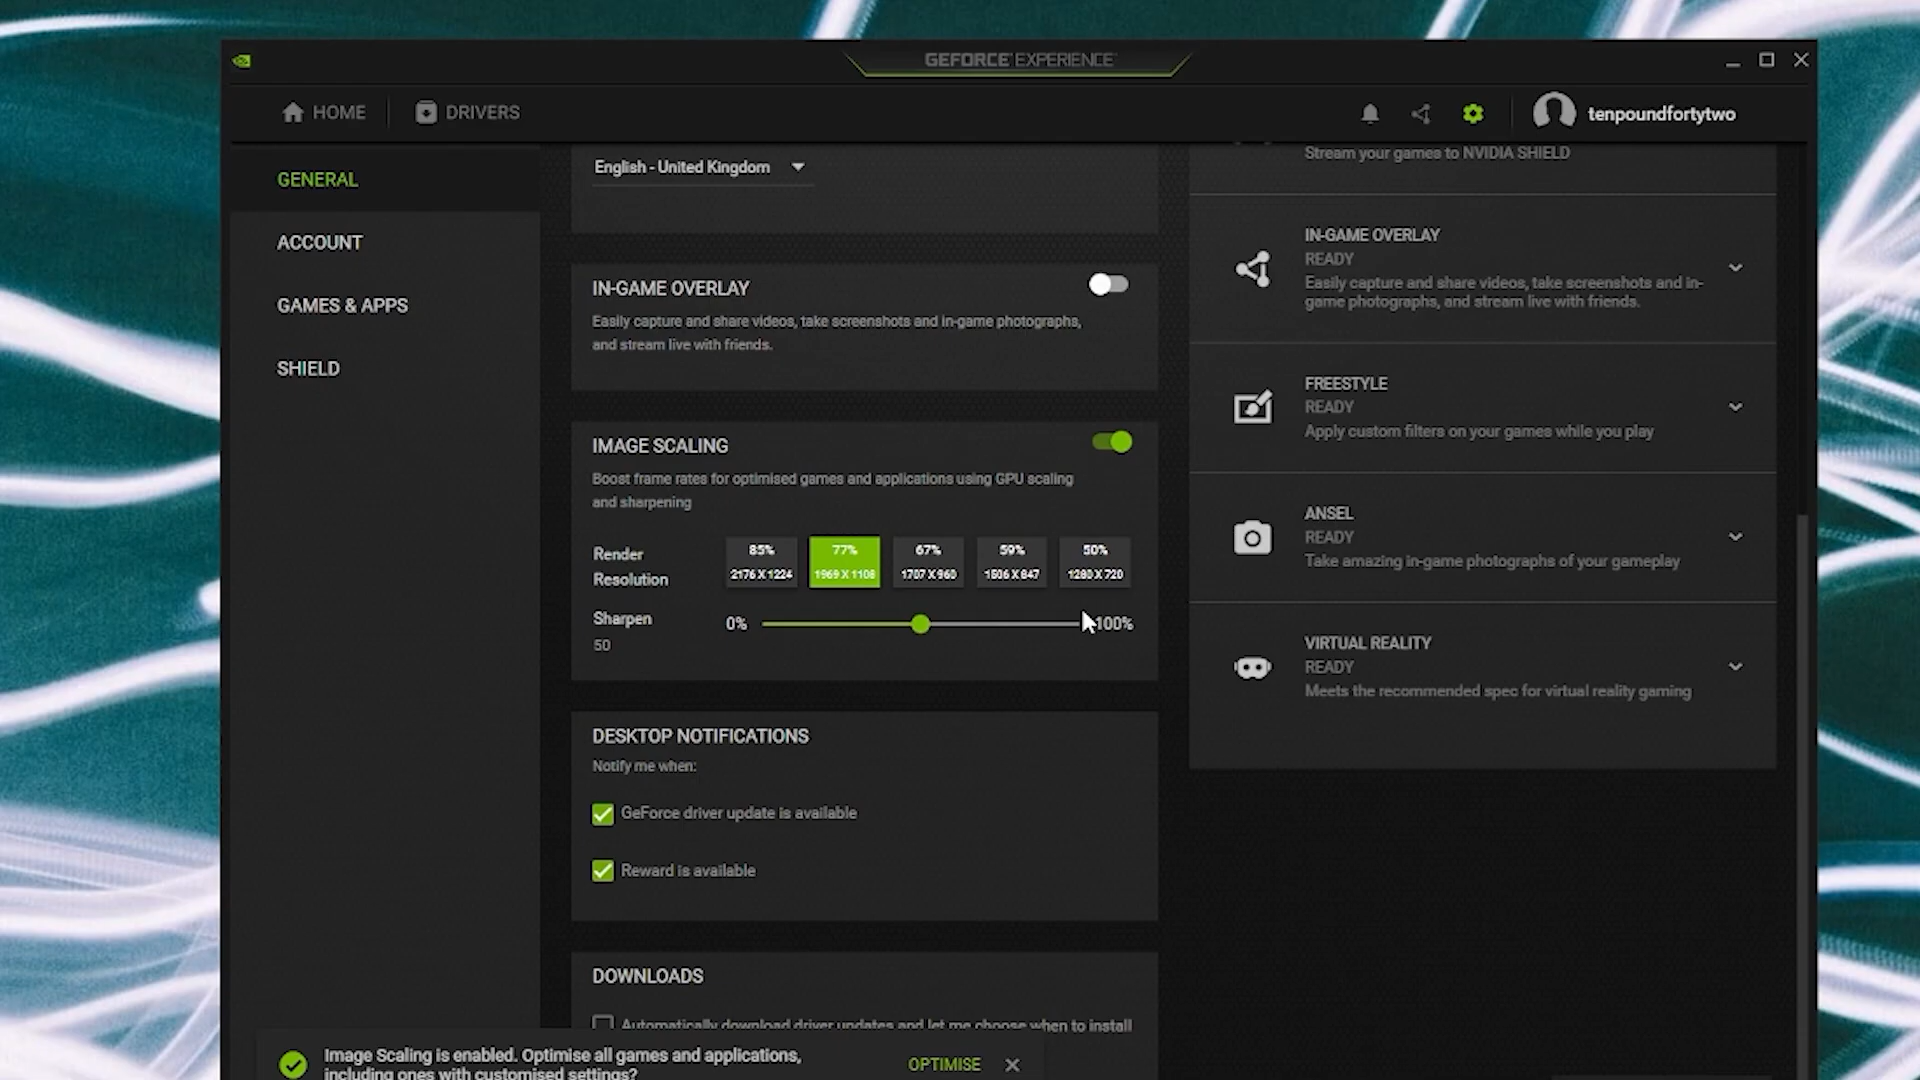 GEFORCE EXPERIENCE
HOME
DRIVERS
tenpoundfortytwo
GENERAL
ACCOUNT
GAMES & APPS
SHIELD
English - United Kingdom
IN-GAME OVERLAY
Easily capture and share videos, take screenshots and in-game photographs,
and stream live with friends.
IMAGE SCALING
Boost frame rates for optimised games and applications using GPU scaling
and sharpening
Render
Resolution
85%
2176 X 1224
77%
1969 X 1108
67%
1707 X 960
59%
1506 X 847
50%
1280 X 720
Sharpen
50
0%
100%
DESKTOP NOTIFICATIONS
Notify me when:
GeForce driver update is available
Reward is available
DOWNLOADS
Automatically download driver updates and let me choose when to install
Stream your games to NVIDIA SHIELD
IN-GAME OVERLAY
READY
Easily capture and share videos, take screenshots and in-
game photographs, and stream live with friends.
FREESTYLE
READY
Apply custom filters on your games while you play
ANSEL
READY
Take amazing in-game photographs of your gameplay
VIRTUAL REALITY
READY
Meets the recommended spec for virtual reality gaming
Image Scaling is enabled. Optimise all games and applications,
including ones with customised settings?
OPTIMISE